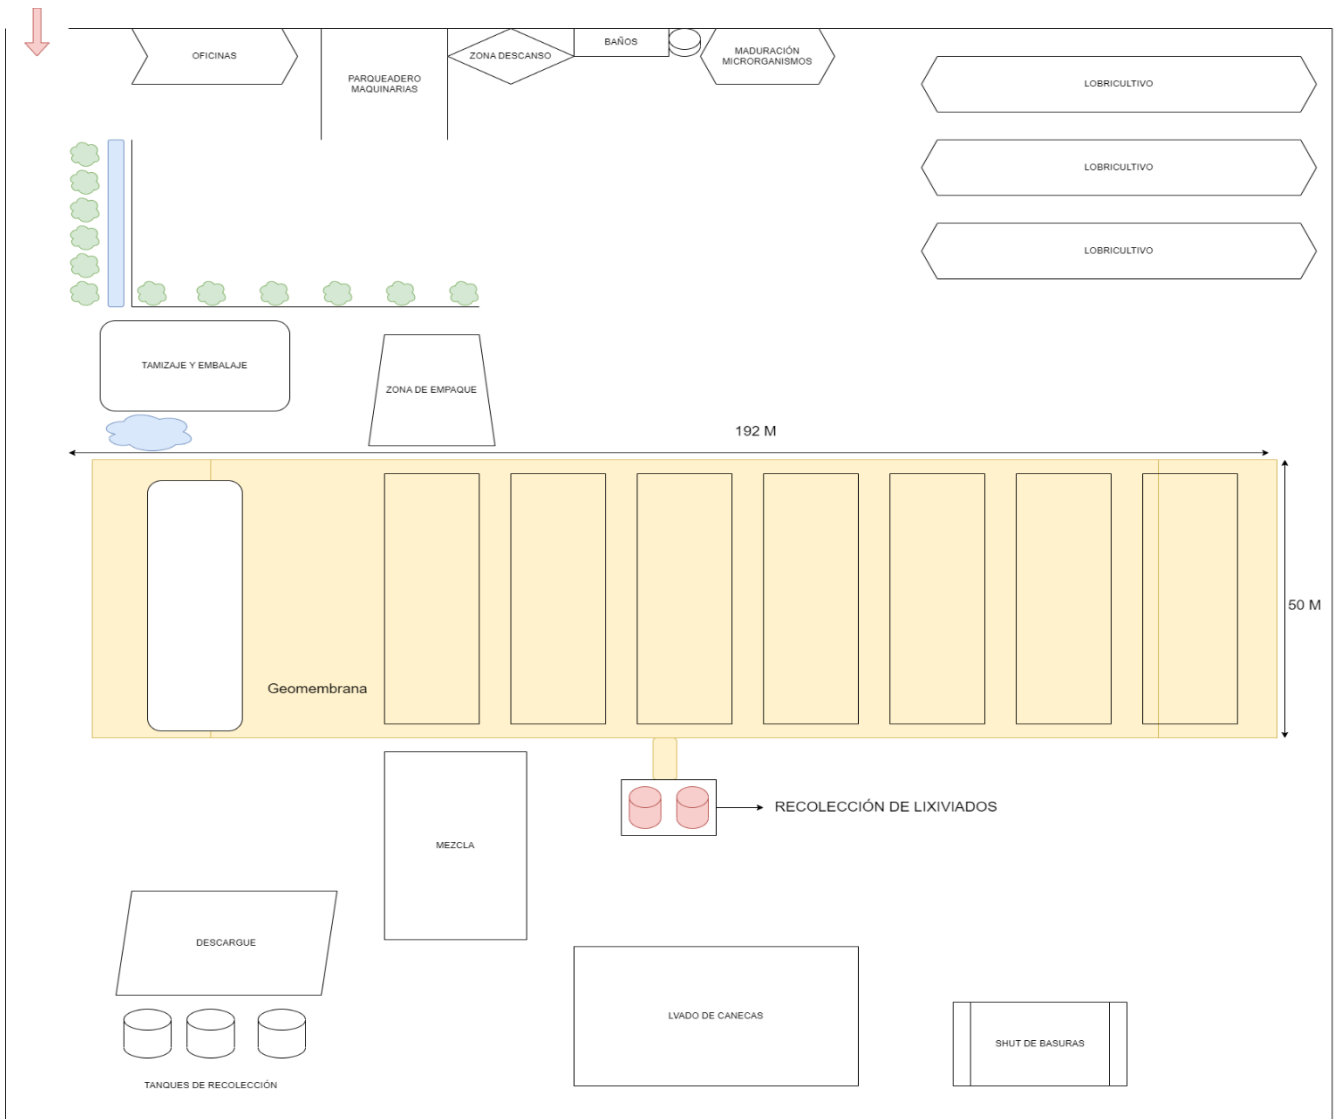 OFICINAS
PARQUEADERO
MAQUINARIAS
ZONA DESCANSO
BAÑOS
MADURACIÓN
MICRORGANISMOS
LOBRICULTIVO
LOBRICULTIVO
LOBRICULTIVO
TAMIZAJE Y EMBALAJE
ZONA DE EMPAQUE
192 M
50 M
Geomembrana
RECOLECCIÓN DE LIXIVIADOS
MEZCLA
DESCARGUE
LVADO DE CANECAS
SHUT DE BASURAS
TANQUES DE RECOLECCIÓN